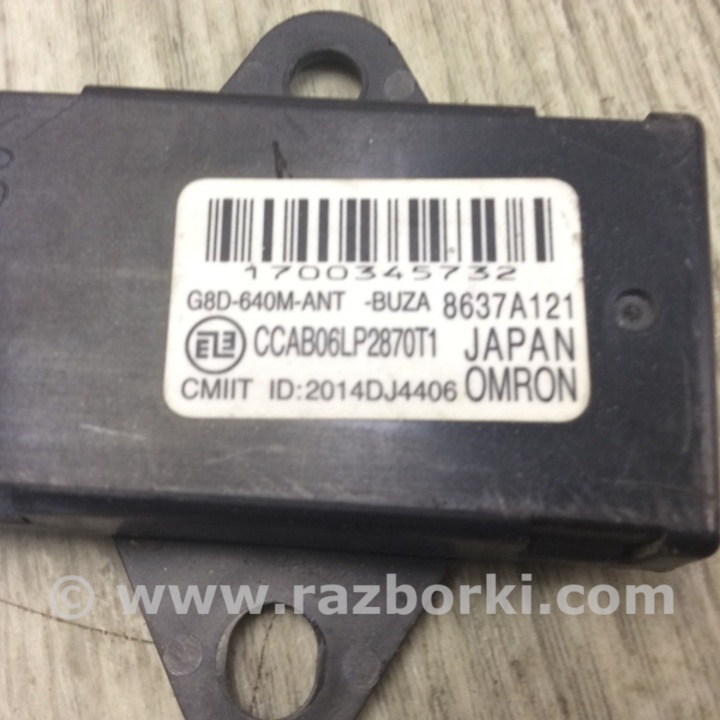 1700345732
G8D-640M-ANT -BUZA 8637A121
CCAB06LP2870T1 JAPAN
CMIIT ID:2014DJ4406 OMRON
© www.razborki.com